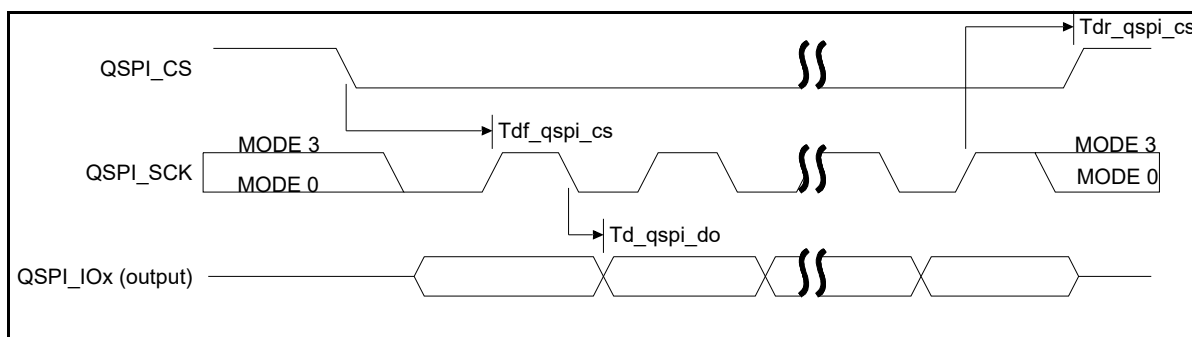 Tdr_qspi_cs
QSPI_CS
Tdf_qspi_cs
MODE 3 MODE 3
QSPI_SCK
MODE 0 MODE 0
Td_qspi_do
QSPI_IOx (output)